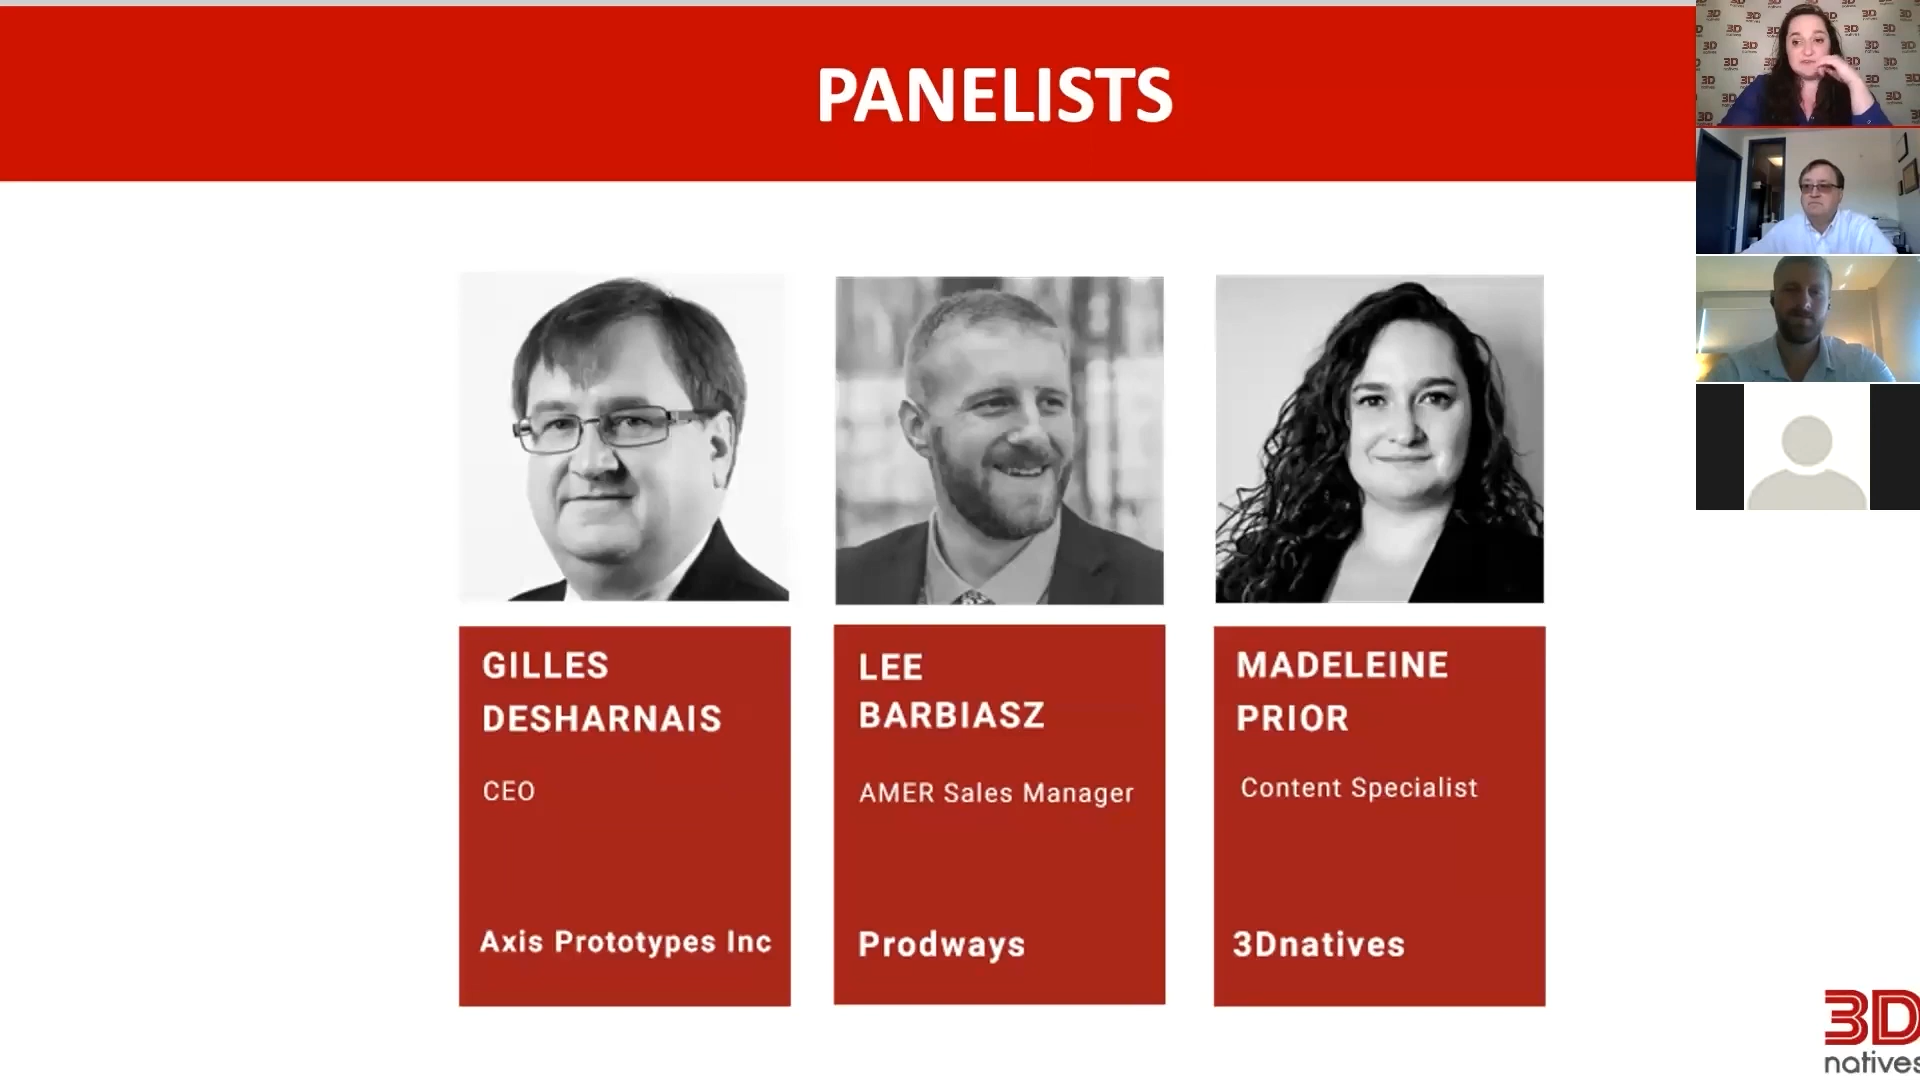 PANELISTS
GILLES
DESHARNAIS
CEO
Axis Prototypes Inc
LEE
BARBIASZ
AMER Sales Manager
Prodways
MADELEINE
PRIOR
Content Specialist
3Dnatives
3D
natives